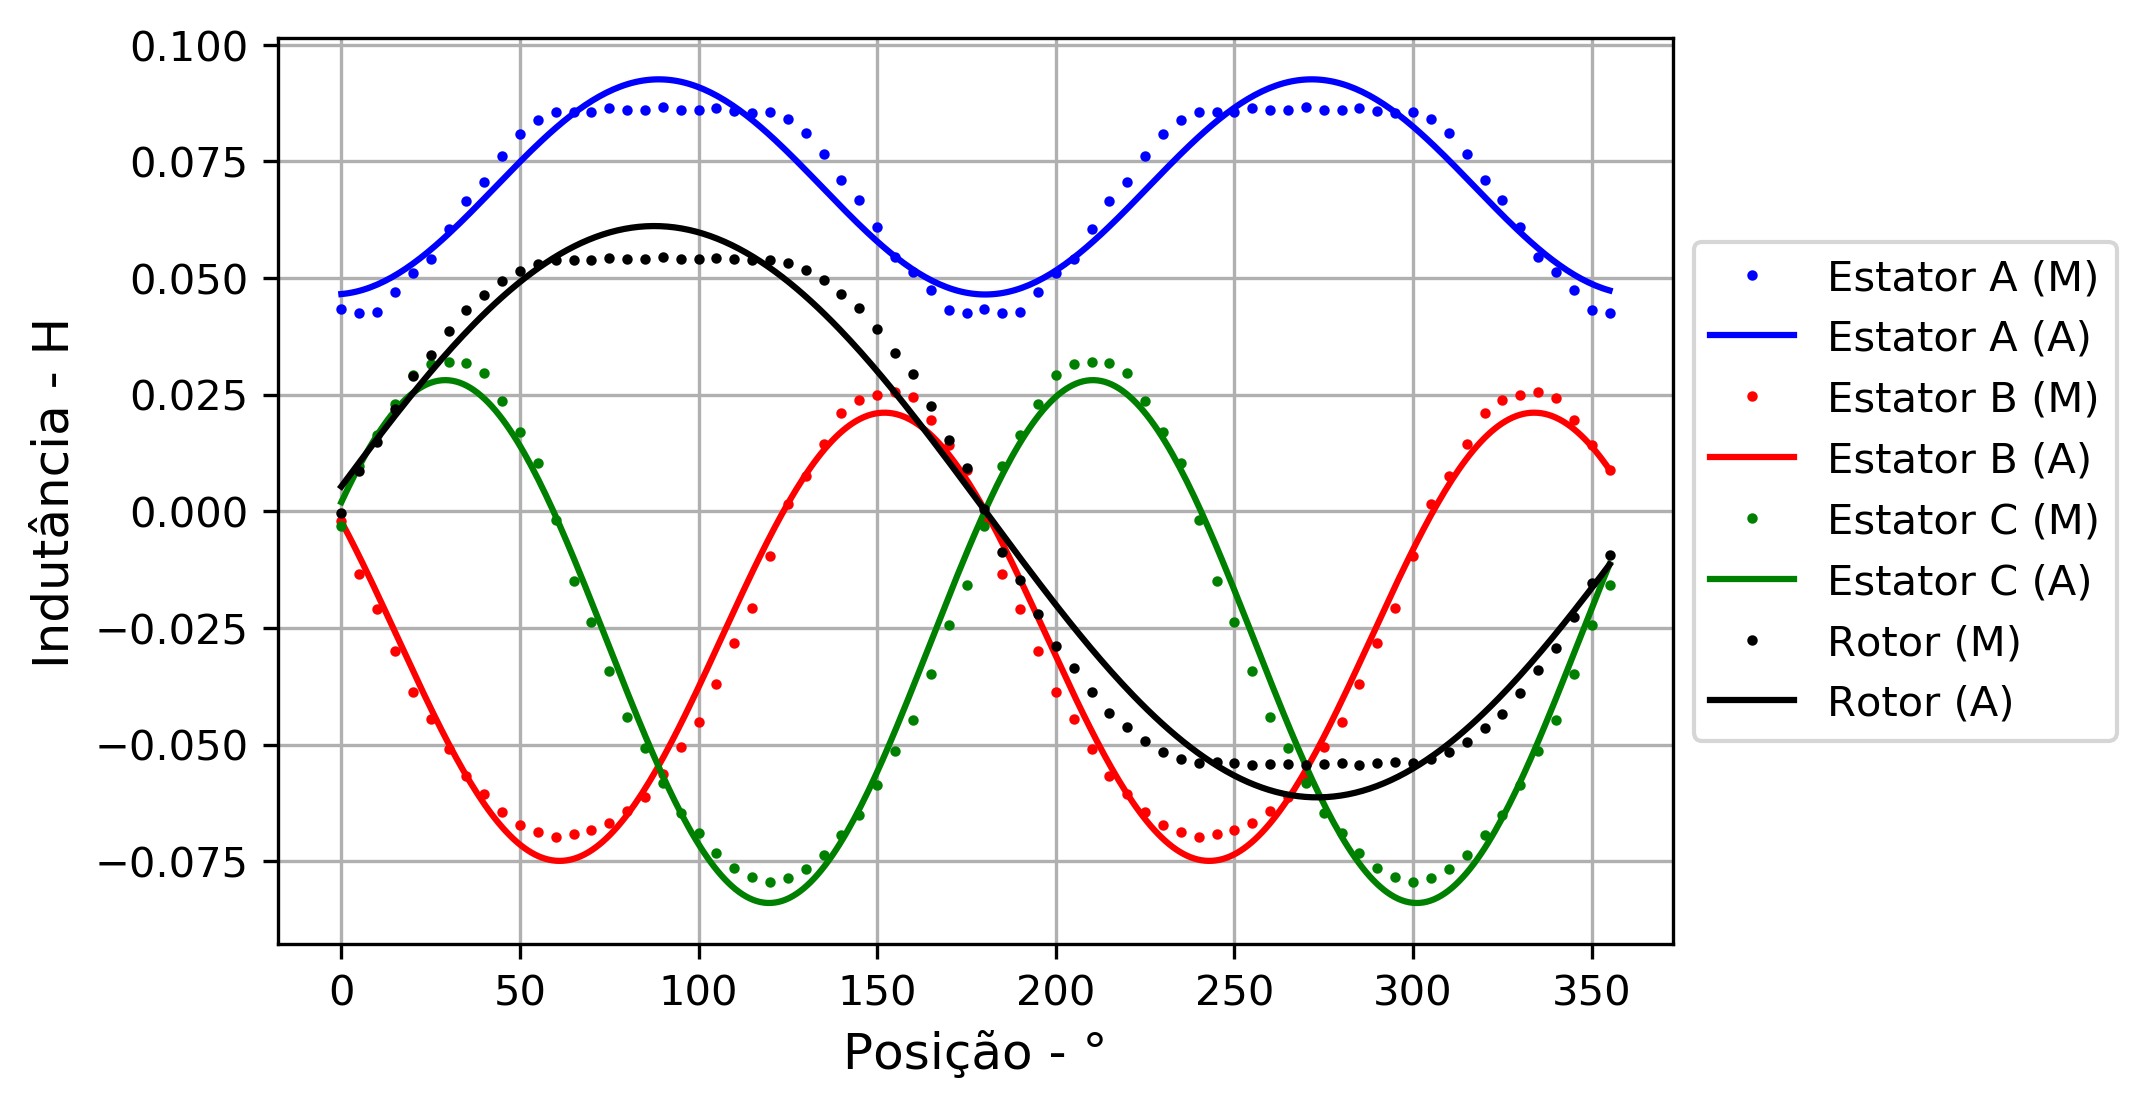 0.100
0.075
0.050
0.025
0.000
−0.025
−0.050
−0.075
Indutância - H
0 50 100 150 200 250 300 350
Posição - °
Estator A (M)
Estator A (A)
Estator B (M)
Estator B (A)
Estator C (M)
Estator C (A)
Rotor (M)
Rotor (A)